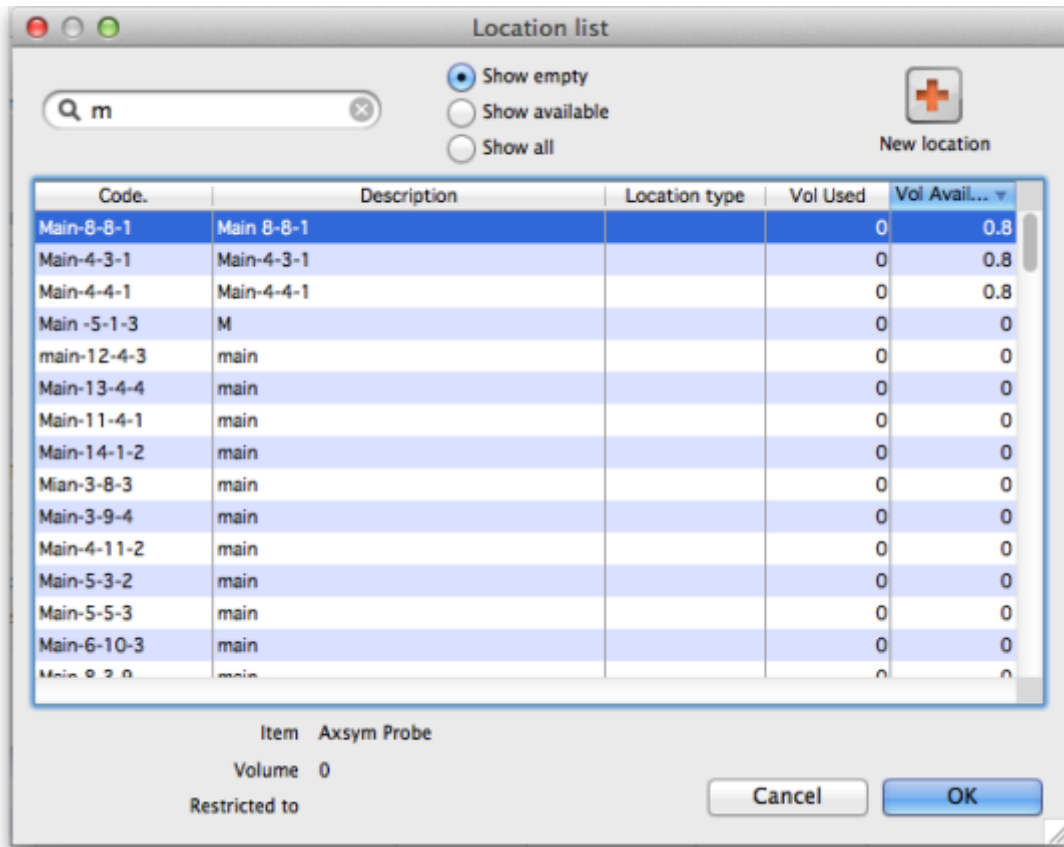 Location list
m
Show empty
Show available
Show all
New location
Code. Description Location type Vol Used Vol Avail...
Main-8-8-1 Main 8-8-1 0 0.8
Main-4-3-1 Main-4-3-1 0 0.8
Main-4-4-1 Main-4-4-1 0 0.8
Main -5-1-3 M 0 0
main-12-4-3 main 0 0
Main-13-4-4 main 0 0
Main-11-4-1 main 0 0
Main-14-1-2 main 0 0
Mian-3-8-3 main 0 0
Main-3-9-4 main 0 0
Main-4-11-2 main 0 0
Main-5-3-2 main 0 0
Main-5-5-3 main 0 0
Main-6-10-3 main 0 0
Main-8-3-9 main 0 0
Item Axsym Probe
Volume 0
Restricted to
Cancel OK